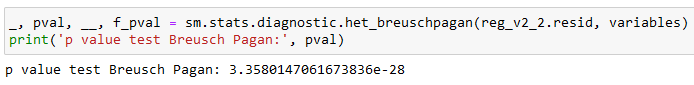 _, pval, __, f_pval = sm.stats.diagnostic.het_breuschpagan(reg_v2_2.resid, variables)
print('p value test Breusch Pagan:', pval)
p value test Breusch Pagan: 3.3580147061673836e-28